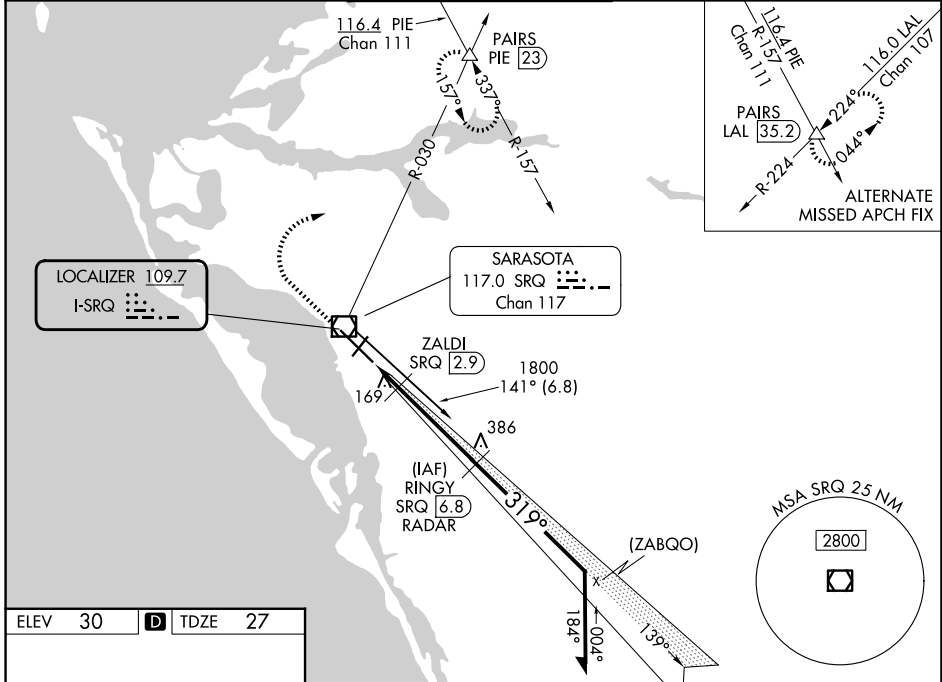 116.4 PIE
Chan 111
PAIRS
PIE 23
157°
337°
R-030
R-157
116.4 PIE
R-157
Chan 111
116.0 LAL
Chan 107
PAIRS
LAL 35.2
224°
044°
R-224
ALTERNATE
MISSED APCH FIX
LOCALIZER 109.7
I-SRQ
SARASOTA
117.0 SRQ
Chan 117
ZALDI
SRQ 2.9
1800
141° (6.8)
169
386
(IAF)
RINGY
SRQ 6.8
RADAR
319°
(ZABQO)
x
184°
004°
139°
MSA SRQ 25 NM
2800
ELEV 30 D TDZE 27